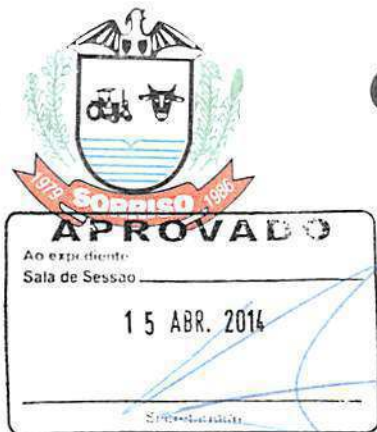 1979 SORRISO 1986
APROVADO
Ao expediente
Sala de Sessão
15 ABR. 2014